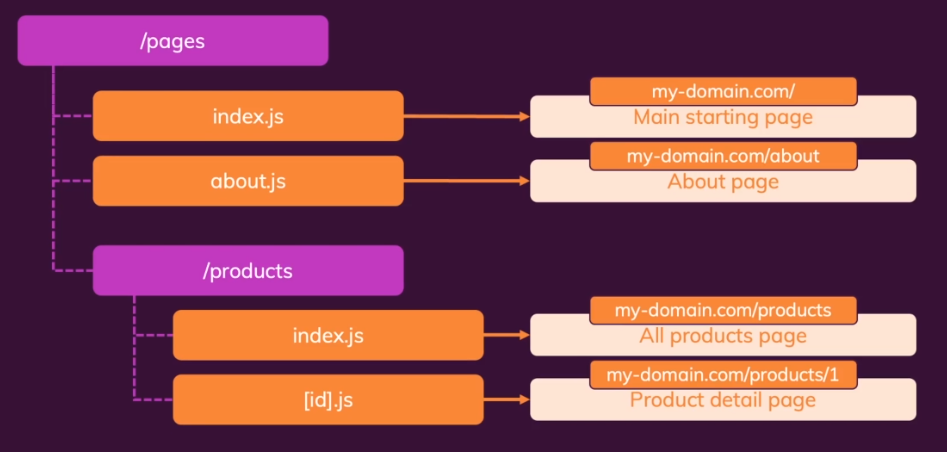 /pages
index.js
my-domain.com/
Main starting page
about.js
my-domain.com/about
About page
/products
index.js
my-domain.com/products
All products page
[id].js
my-domain.com/products/1
Product detail page